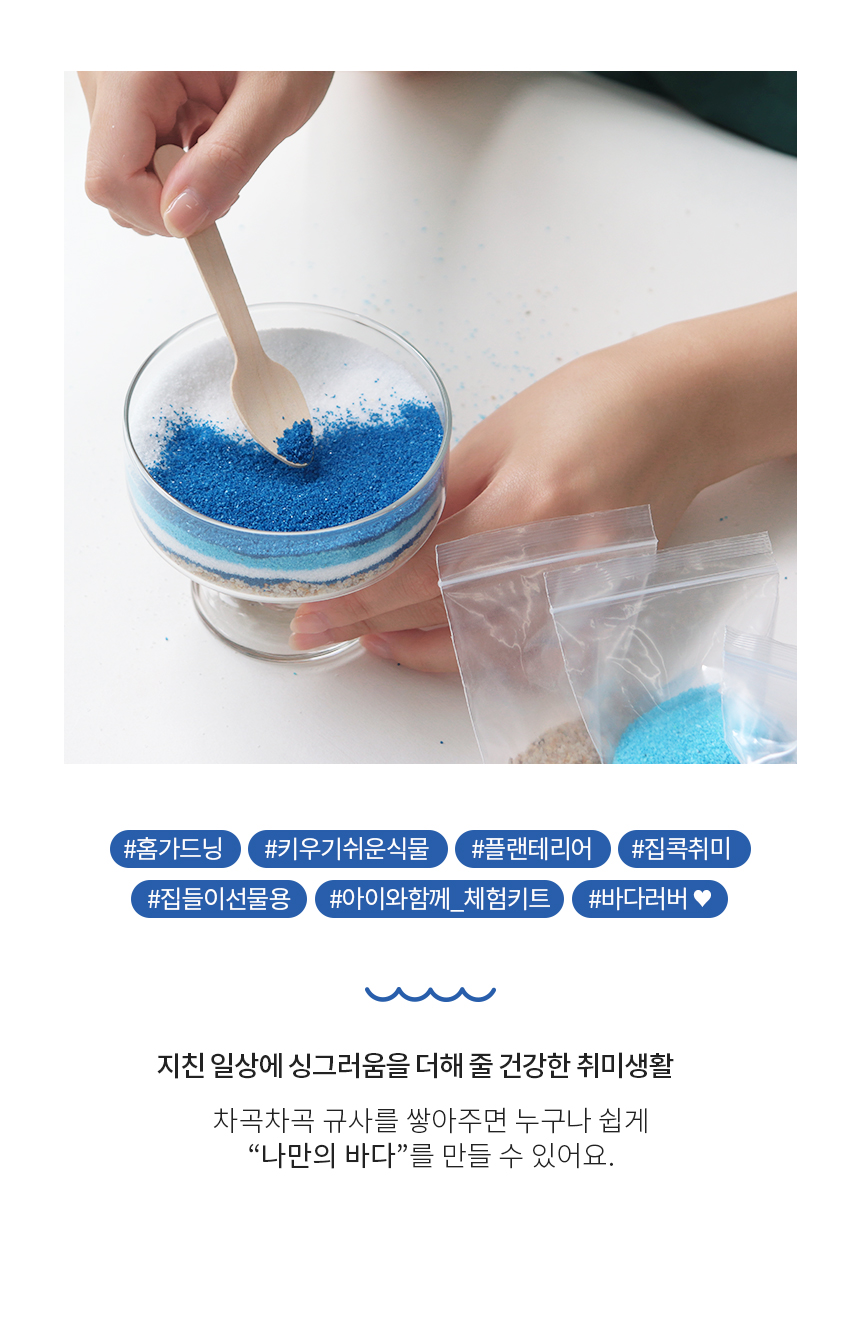 #홈가드닝 #키우기쉬운식물 #플랜테리어 #집콕취미
#집들이선물용 #아이와함께_체험키트 #바다러버 ♥
지친 일상에 싱그러움을 더해 줄 건강한 취미생활
차곡차곡 규사를 쌓아주면 누구나 쉽게
“나만의 바다”를 만들 수 있어요.